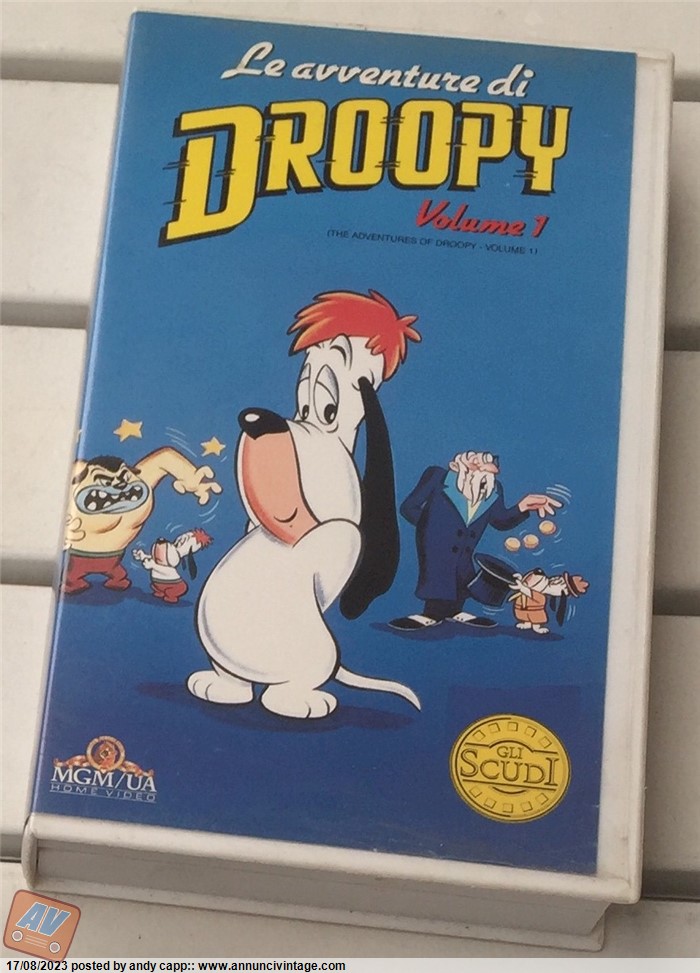 Le avventure di
DROOPY
Volume 1
(THE ADVENTURES OF DROOPY - VOLUME 1)
MGM/UA
HOME VIDEO
GLI
SCUDI
AV
17/08/2023 posted by andy capp:: www.annuncivintage.com